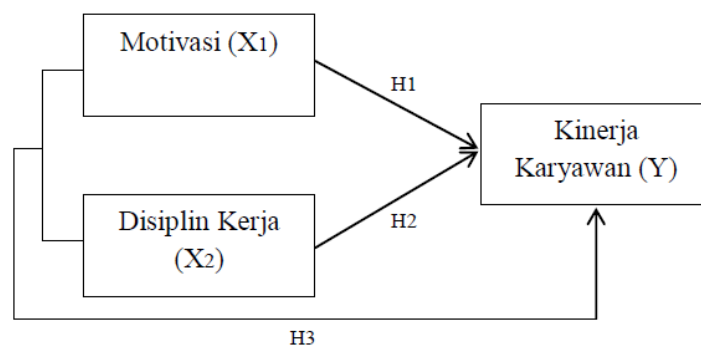 Motivasi (X1)
H1
Kinerja
Karyawan (Y)
Disiplin Kerja
(X2)
H2
H3